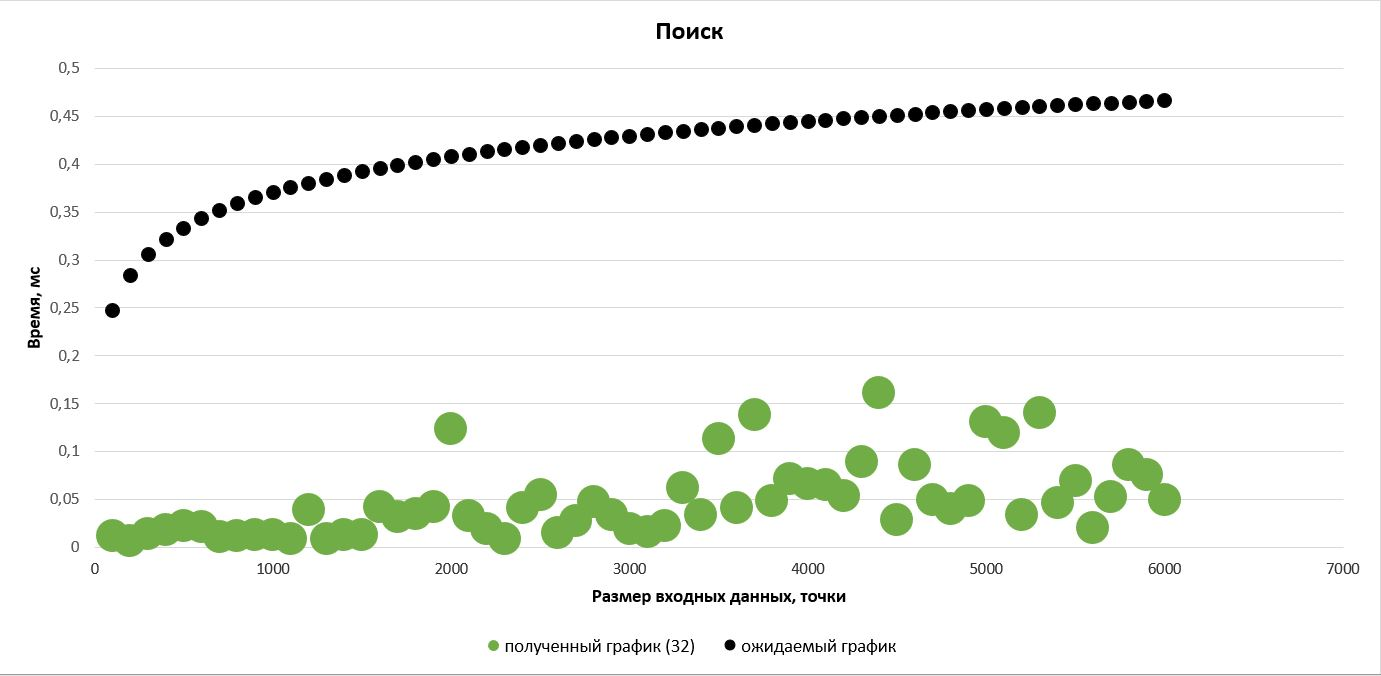 Поиск
0,5
0,45
0,4
0,35
0,3
0,25
0,2
0,15
0,1
0,05
0
Время, мс
0 1000 2000 3000 4000 5000 6000 7000
Размер входных данных, точки
полученный график (32) ожидаемый график